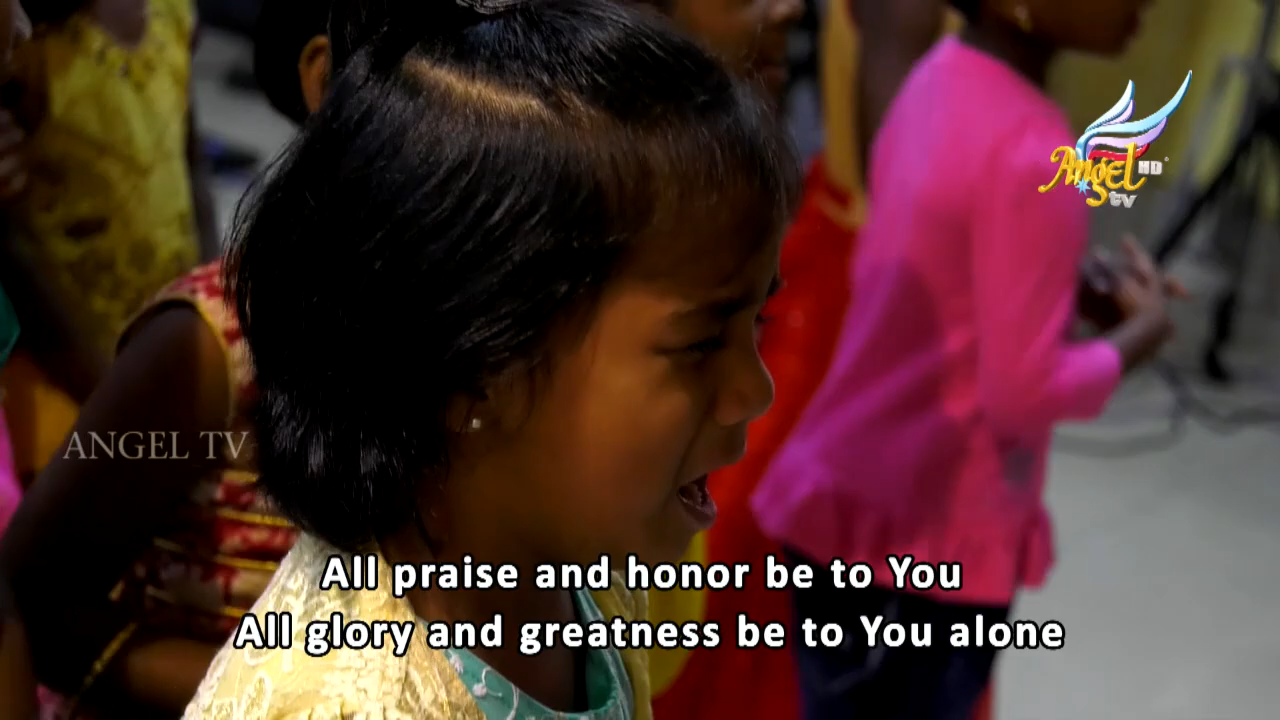 Angel HD
tv
ANGEL TV
All praise and honor be to You
All glory and greatness be to You alone